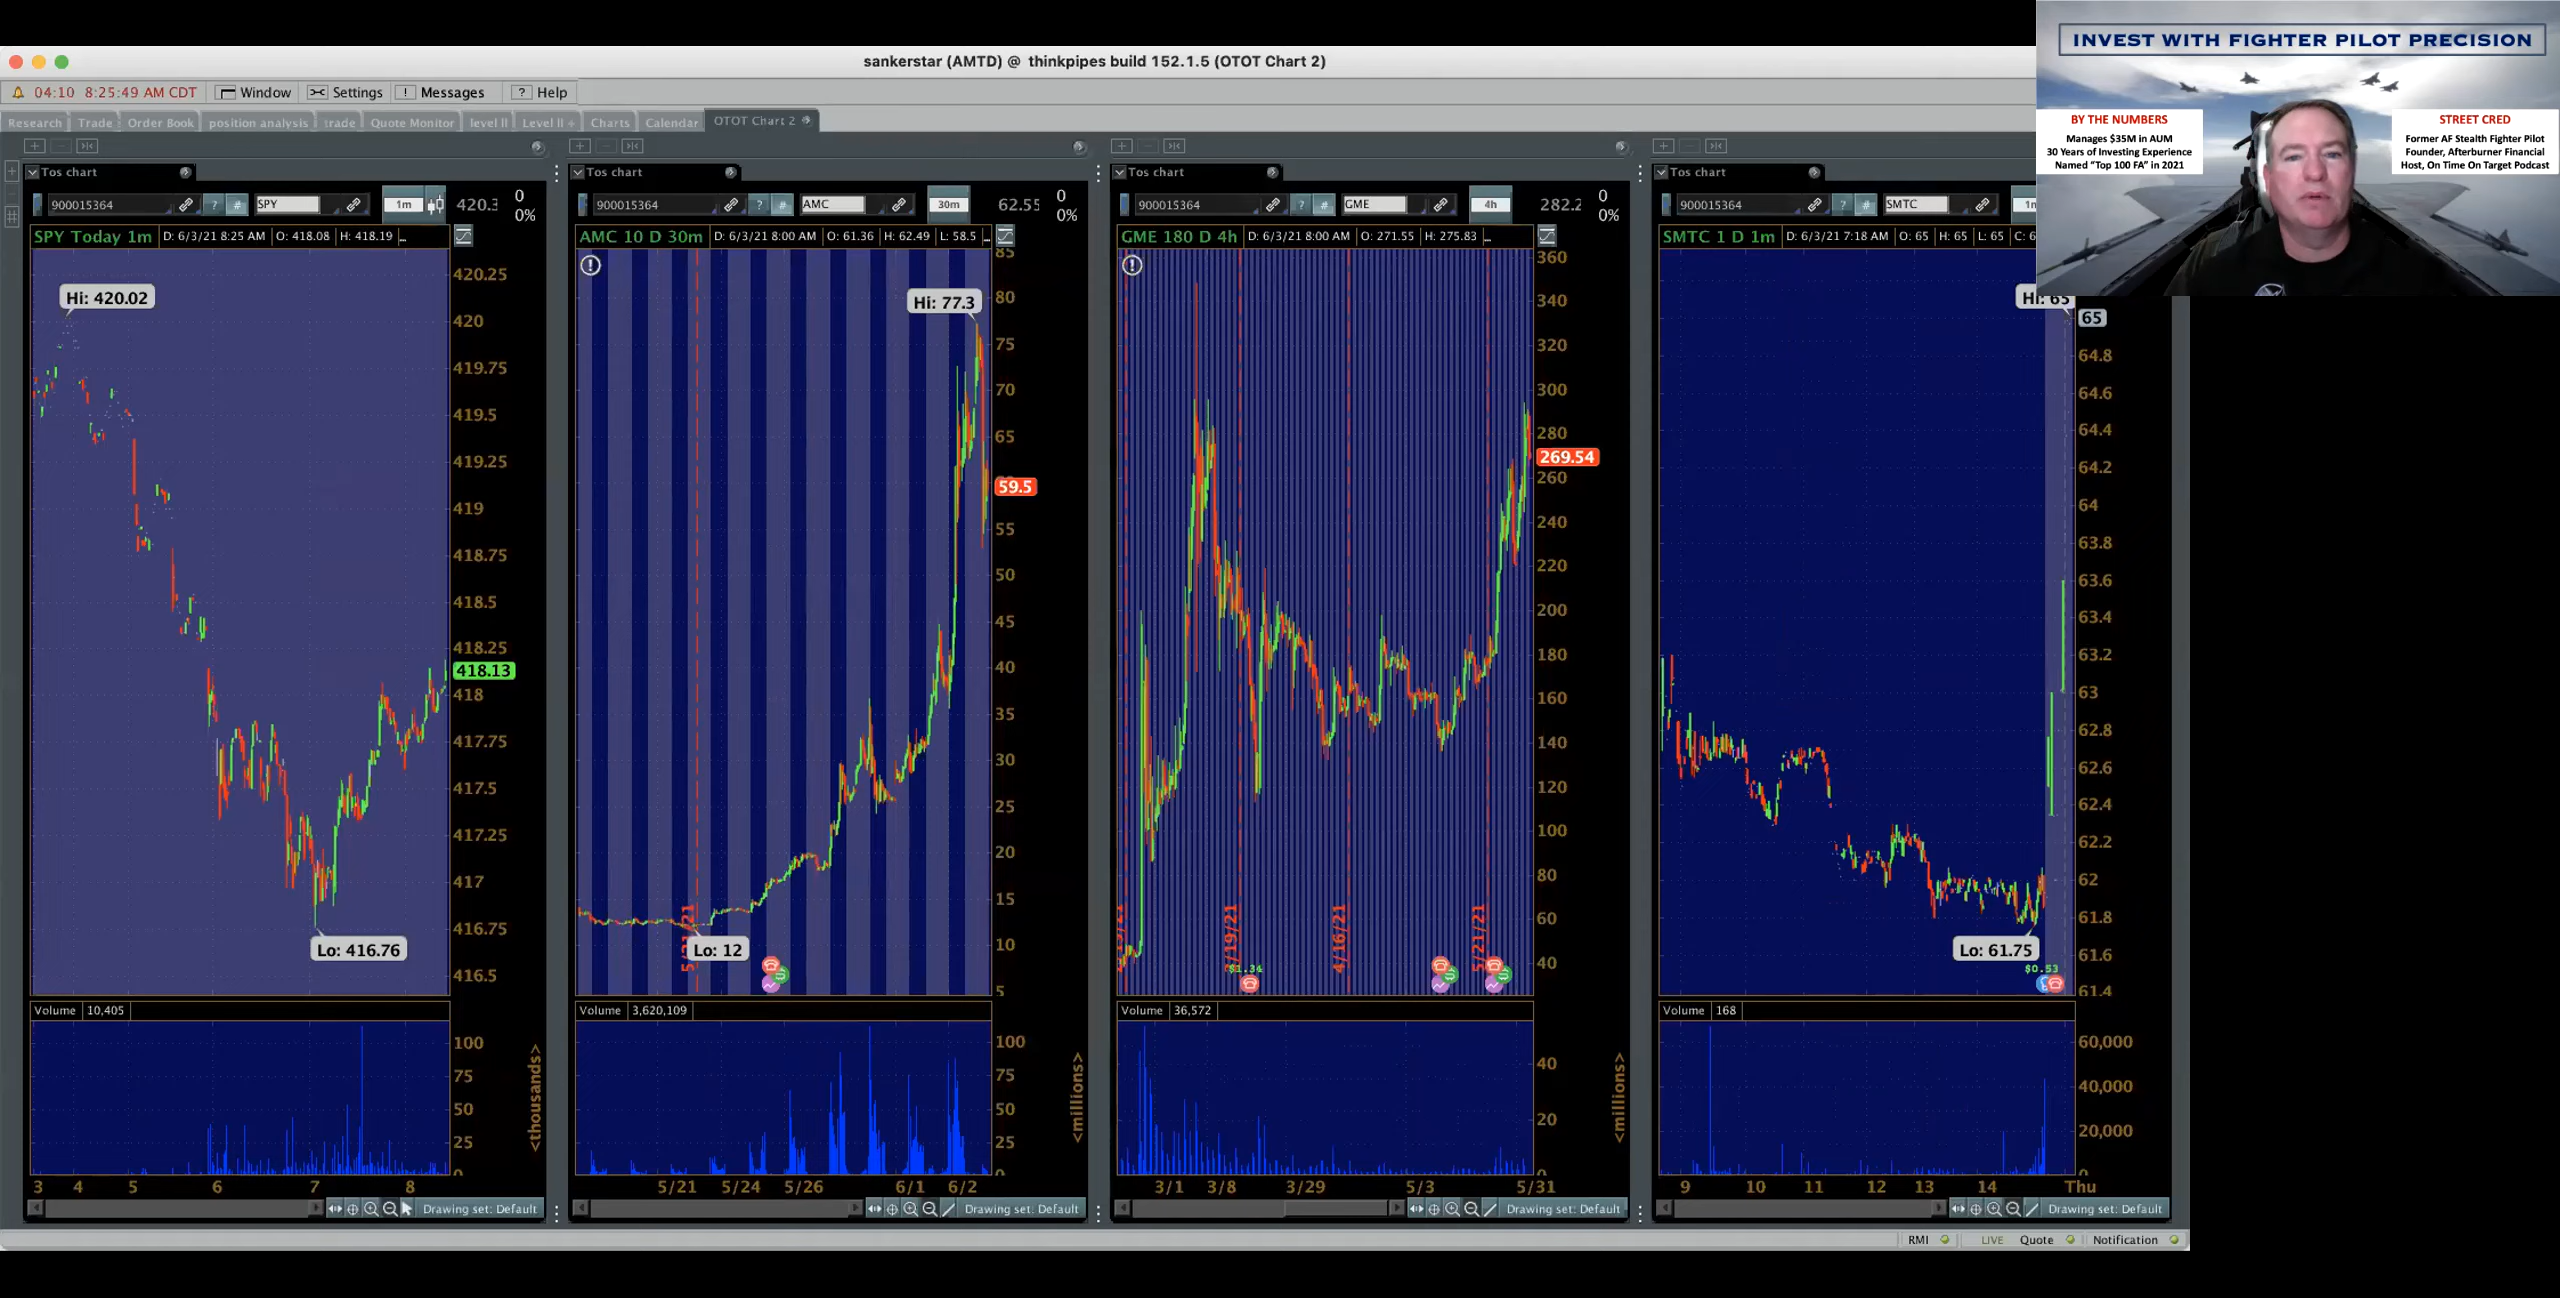 INVEST WITH FIGHTER PILOT PRECISION
BY THE NUMBERS
Manages $35M in AUM
30 Years of Investing Experience
Named “Top 100 FA” in 2021
STREET CRED
Former AF Stealth Fighter Pilot
Founder, Afterburner Financial
Host, On Time On Target Podcast
sankerstar (AMTD) @ thinkpipes build 152.1.5 (OTOT Chart 2)
04:10 8:25:49 AM CDT Window Settings ! Messages ? Help
Research Trade Order Book position analysis trade Quote Monitor level II Level II + Charts Calendar OTOT Chart 2
Tos chart
900015364 ? # SPY 1m 420.3 0
0%
SPY Today 1m D: 6/3/21 8:25 AM O: 418.08 H: 418.19 ...
Hi: 420.02
420.25
420
419.75
419.5
419.25
419
418.75
418.5
418.25
418.13
418
417.75
417.5
417.25
417
416.75
416.5
Lo: 416.76
Volume 10,405
100
75
50
25
0
<thousands>
3 4 5 6 7 8
Drawing set: Default
Tos chart
900015364 ? # AMC 30m 62.55 0
0%
AMC 10 D 30m D: 6/3/21 8:00 AM O: 61.36 H: 62.49 L: 58.5 ...
Hi: 77.3
85
80
75
70
65
59.5
55
50
45
40
35
30
25
20
15
10
5
Lo: 12
Volume 3,620,109
100
75
50
25
0
<millions>
5/21 5/24 5/26 6/1 6/2
Drawing set: Default
Tos chart
900015364 ? # GME 4h 282.2 0
0%
GME 180 D 4h D: 6/3/21 8:00 AM O: 271.55 H: 275.83 ...
360
340
320
300
280
269.54
260
240
220
200
180
160
140
120
100
80
60
40
4/16/21
5/21/21
$1.34
Volume 36,572
40
20
0
<millions>
3/1 3/8 3/29 5/3 5/31
Drawing set: Default
Tos chart
900015364 ? # SMTC
SMTC 1 D 1m D: 6/3/21 7:18 AM O: 65 H: 65 L: 65
Hi: 65
65
64.8
64.6
64.4
64.2
64
63.8
63.6
63.4
63.2
63
62.8
62.6
62.4
62.2
62
61.8
61.6
61.4
Lo: 61.75
$0.53
Volume 168
60,000
40,000
20,000
0
9 10 11 12 13 14 Thu
Drawing set: Default
RMI LIVE Quote Notification